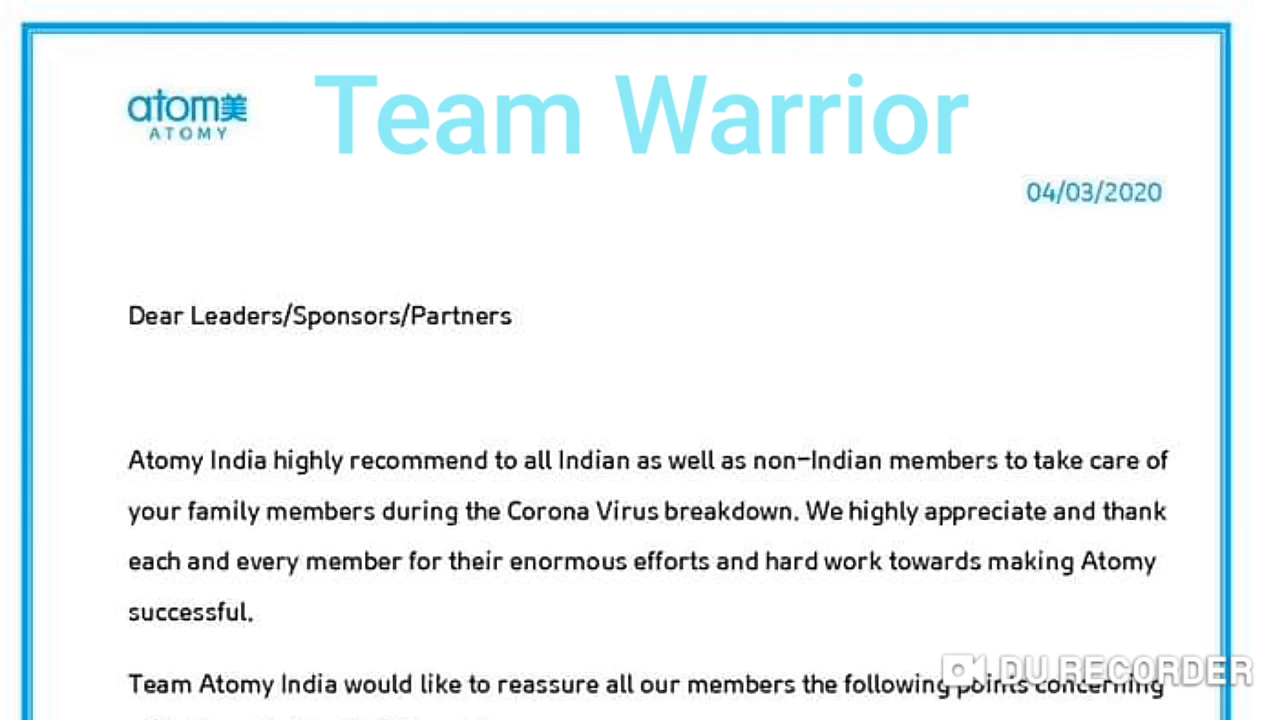 atom美
ATOMY
Team Warrior
04/03/2020
Dear Leaders/Sponsors/Partners
Atomy India highly recommend to all Indian as well as non-Indian members to take care of
your family members during the Corona Virus breakdown. We highly appreciate and thank
each and every member for their enormous efforts and hard work towards making Atomy
successful.
Team Atomy India would like to reassure all our members the following points concerning
DU RECORDER